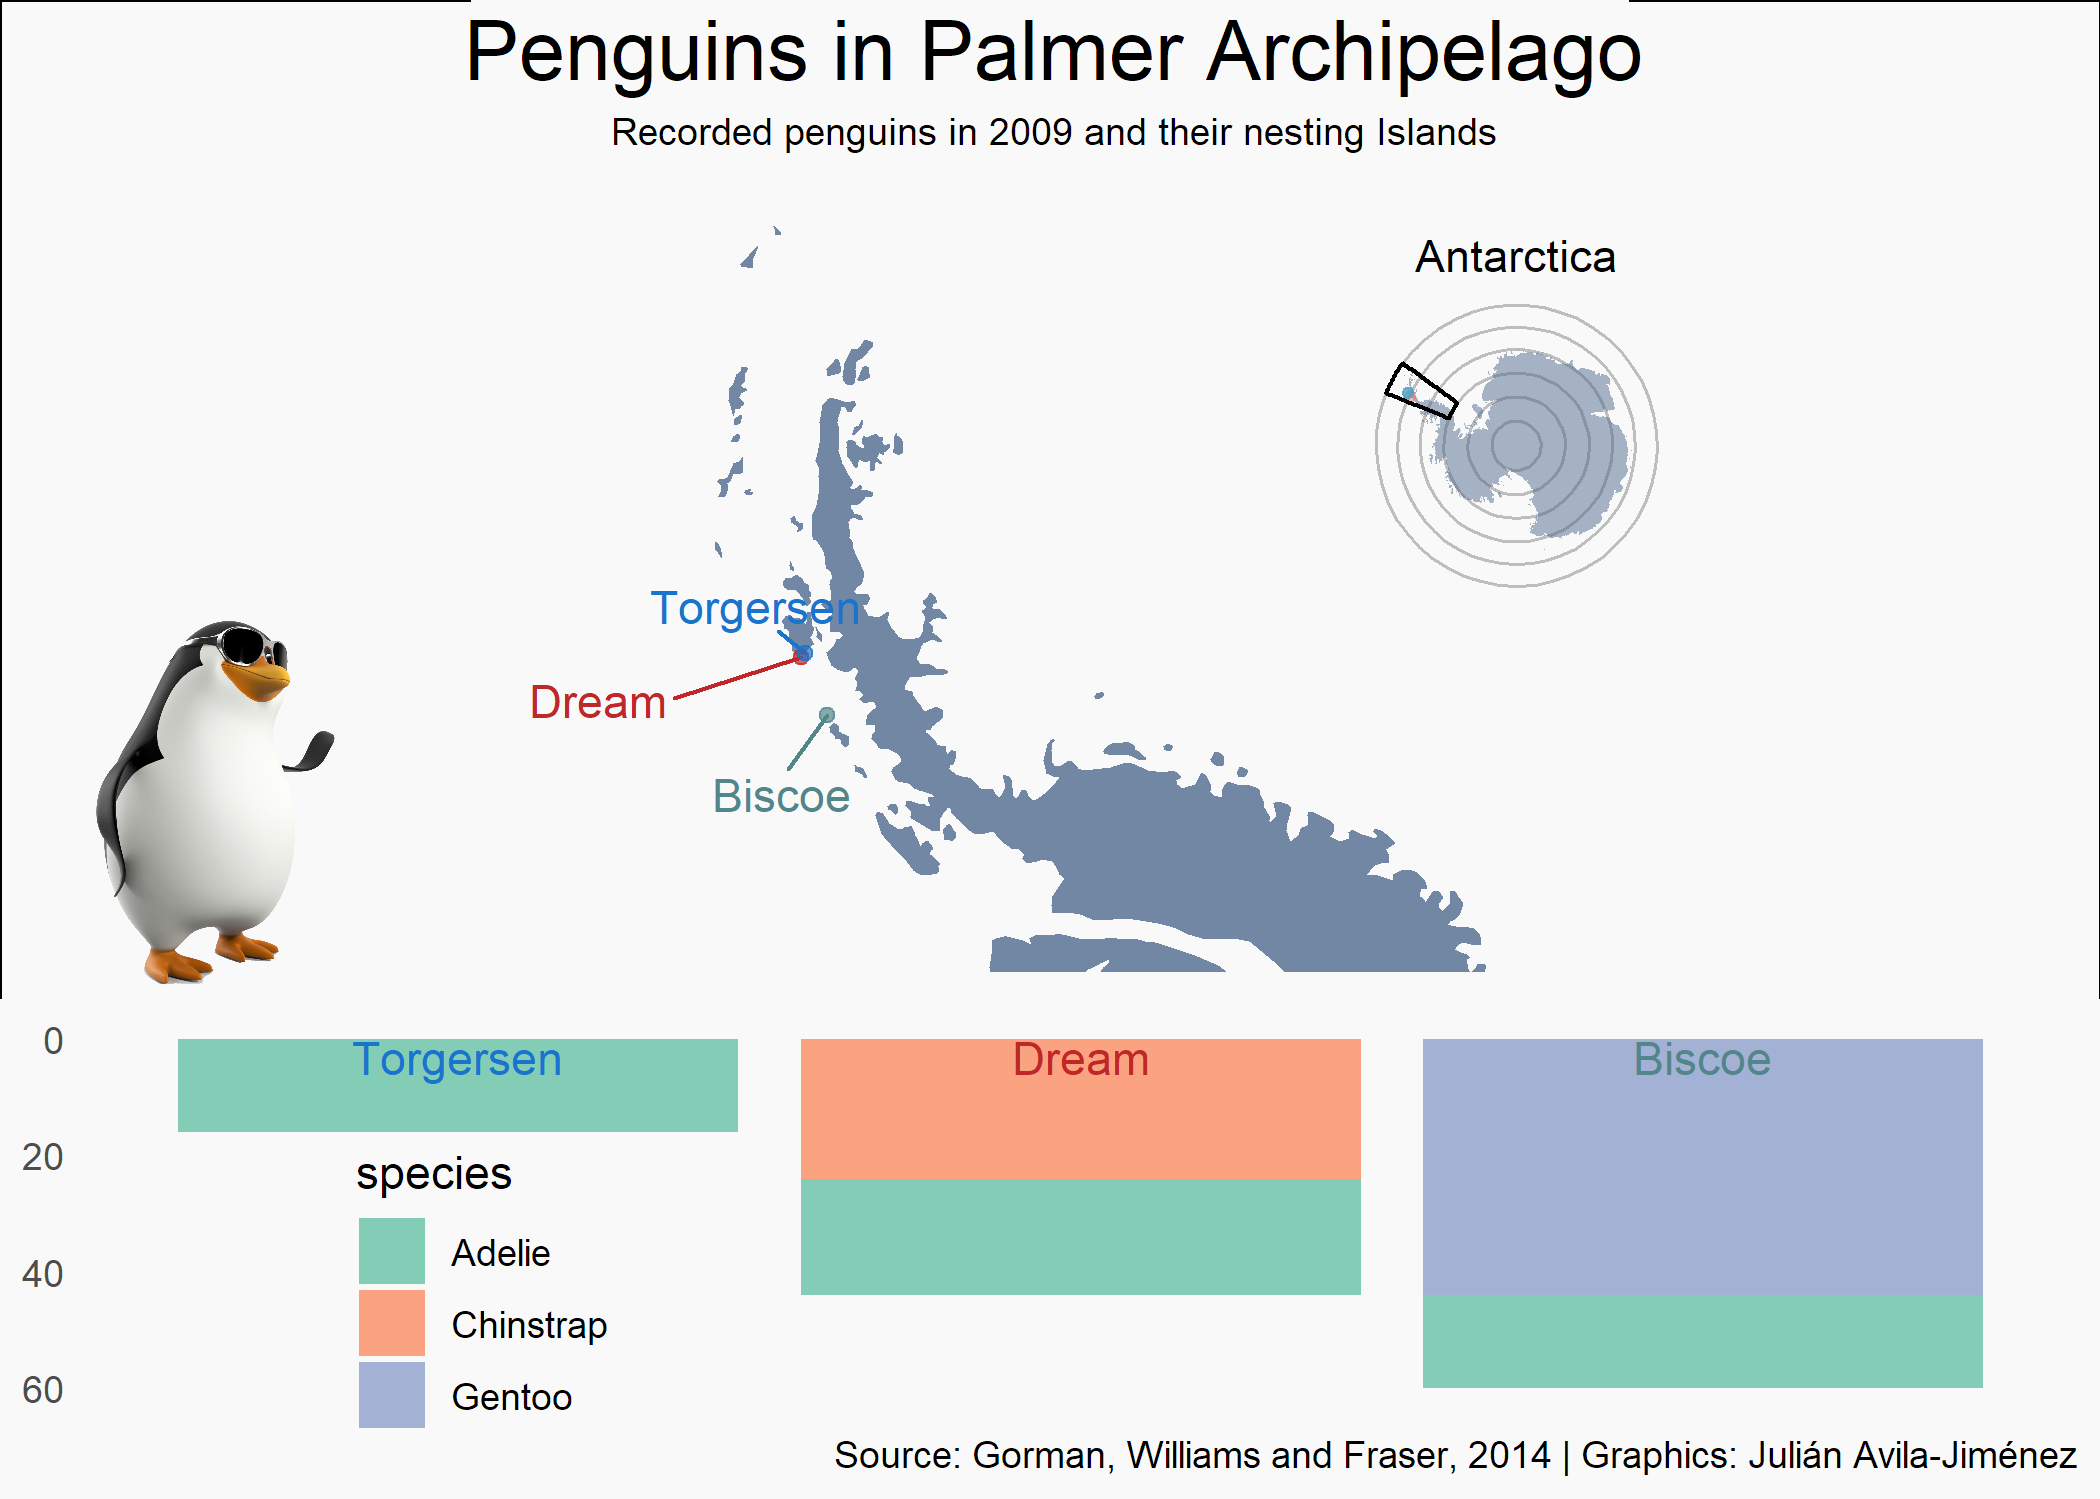 Penguins in Palmer Archipelago
Recorded penguins in 2009 and their nesting Islands
Antarctica
Torgersen
Dream
Biscoe
0
20
40
60
Torgersen
Dream
Biscoe
species
Adelie
Chinstrap
Gentoo
Source: Gorman, Williams and Fraser, 2014 | Graphics: Julián Avila-Jiménez